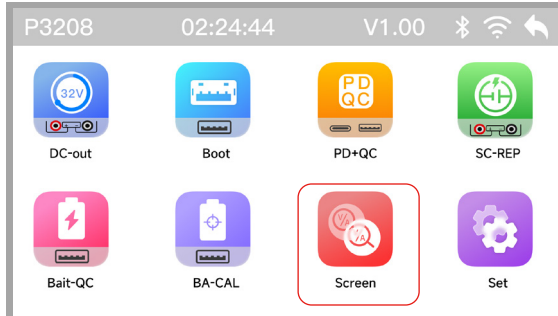 P3208 02:24:44 V1.00
32V PD
QC
DC-out Boot PD+QC SC-REP
V/A V/A
Bait-QC BA-CAL Screen Set